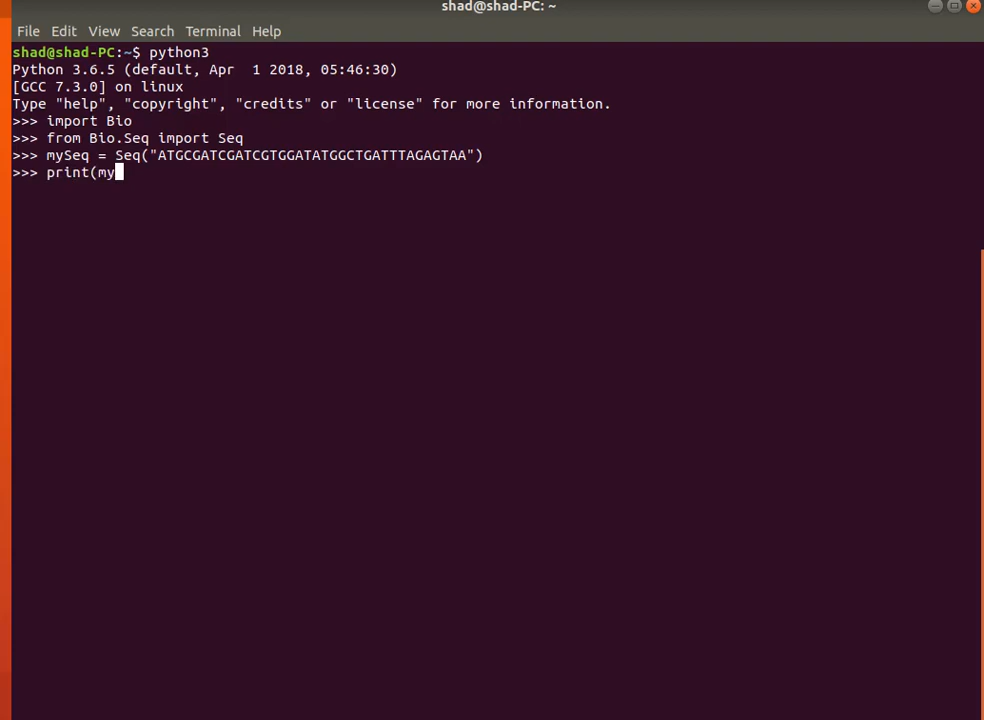 shad@shad-PC: ~
File Edit View Search Terminal Help
shad@shad-PC:~$ python3
Python 3.6.5 (default, Apr  1 2018, 05:46:30)
[GCC 7.3.0] on linux
Type "help", "copyright", "credits" or "license" for more information.
>>> import Bio
>>> from Bio.Seq import Seq
>>> mySeq = Seq("ATGCGATCGATCGTGGATATGGCTGATTTAGAGTAA")
>>> print(my